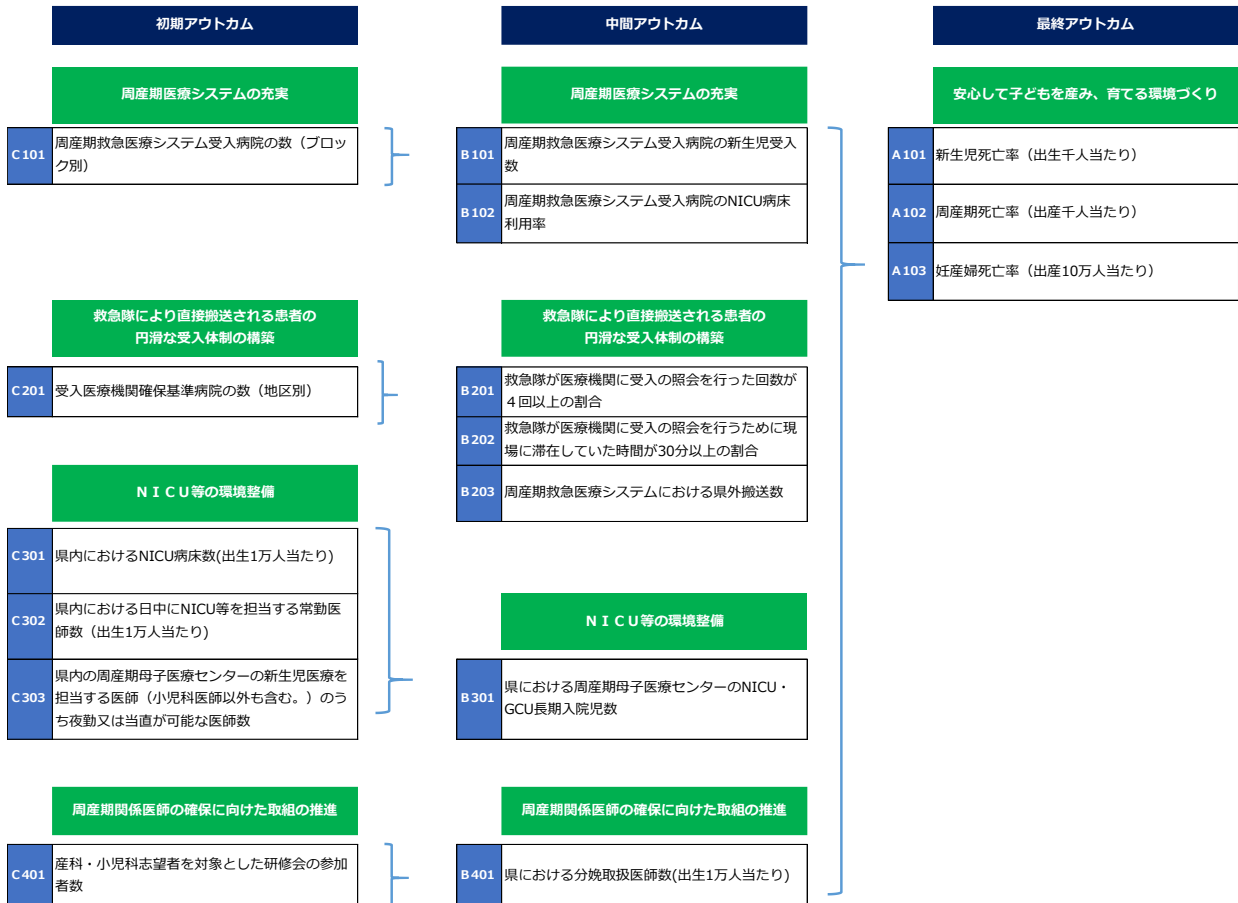 初期アウトカム
周産期医療システムの充実
C101
周産期救急医療システム受入病院の数（ブロッ
ク別）
救急隊により直接搬送される患者の
円滑な受入体制の構築
C201
受入医療機関確保基準病院の数（地区別）
ＮＩＣＵ等の環境整備
C301
県内におけるNICU病床数(出生1万人当たり)
C302
県内における日中にNICU等を担当する常勤医
師数（出生1万人当たり)
C303
県内の周産期母子医療センターの新生児医療を
担当する医師（小児科医師以外も含む。）のう
ち夜勤又は当直が可能な医師数
周産期関係医師の確保に向けた取組の推進
C401
産科・小児科志望者を対象とした研修会の参加
者数
中間アウトカム
周産期医療システムの充実
B101
周産期救急医療システム受入病院の新生児受入
数
B102
周産期救急医療システム受入病院のNICU病床
利用率
救急隊により直接搬送される患者の
円滑な受入体制の構築
B201
救急隊が医療機関に受入の照会を行った回数が
４回以上の割合
B202
救急隊が医療機関に受入の照会を行うために現
場に滞在していた時間が30分以上の割合
B203
周産期救急医療システムにおける県外搬送数
ＮＩＣＵ等の環境整備
B301
県における周産期母子医療センターのNICU・
GCU長期入院児数
周産期関係医師の確保に向けた取組の推進
B401
県における分娩取扱医師数(出生1万人当たり)
最終アウトカム
安心して子どもを産み、育てる環境づくり
A101
新生児死亡率（出生千人当たり）
A102
周産期死亡率（出産千人当たり）
A103
妊産婦死亡率（出産10万人当たり）